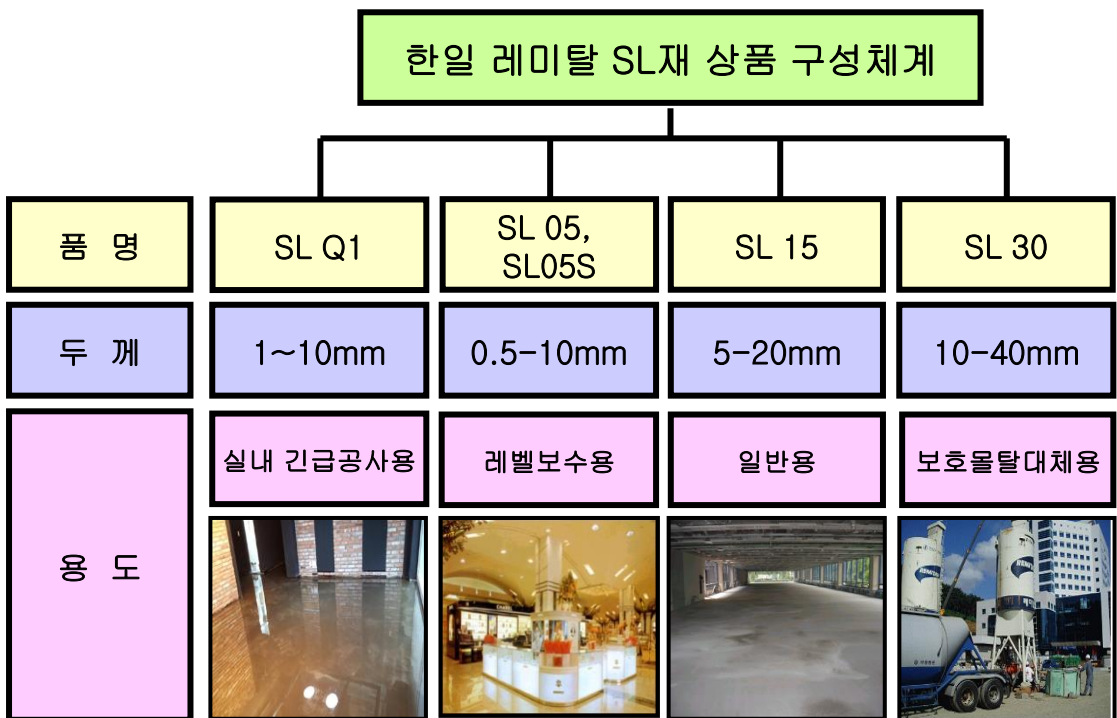 한일 레미탈 SL재 상품 구성체계
품 명
SL Q1
SL 05,
SL05S
SL 15
SL 30
두 께
1~10mm
0.5-10mm
5-20mm
10-40mm
용 도
실내 긴급공사용
레벨보수용
일반용
보호몰탈대체용